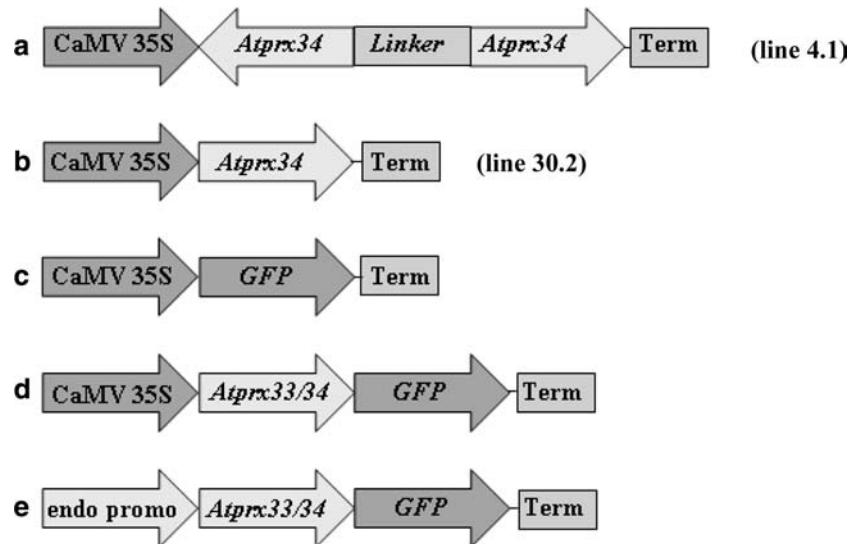 a CaMV 35S Atprx34 Linker Atprx34 Term (line 4.1)
b CaMV 35S Atprx34 Term (line 30.2)
c CaMV 35S GFP Term
d CaMV 35S Atprx33/34 GFP Term
e endo promo Atprx33/34 GFP Term